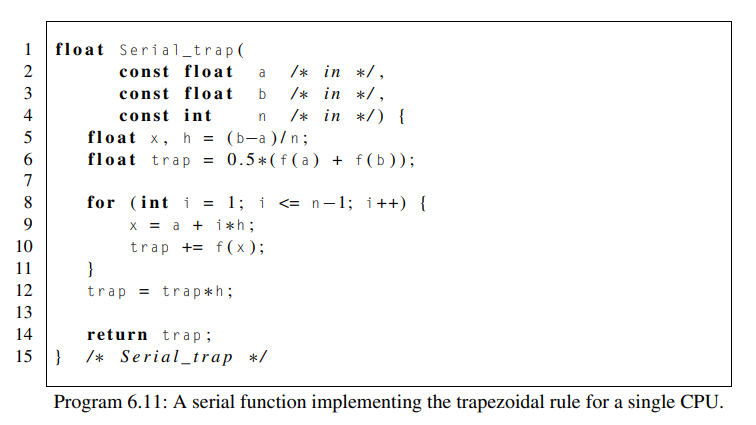 1 float Serial_trap(
2 const float a /* in */,
3 const float b /* in */,
4 const int n /* in */) {
5 float x, h = (b−a)/n;
6 float trap = 0.5*(f(a) + f(b));
7
8 for (int i = 1; i <= n−1; i++) {
9 x = a + i*h;
10 trap += f(x);
11 }
12 trap = trap*h;
13
14 return trap;
15 } /* Serial_trap */
Program 6.11: A serial function implementing the trapezoidal rule for a single CPU.